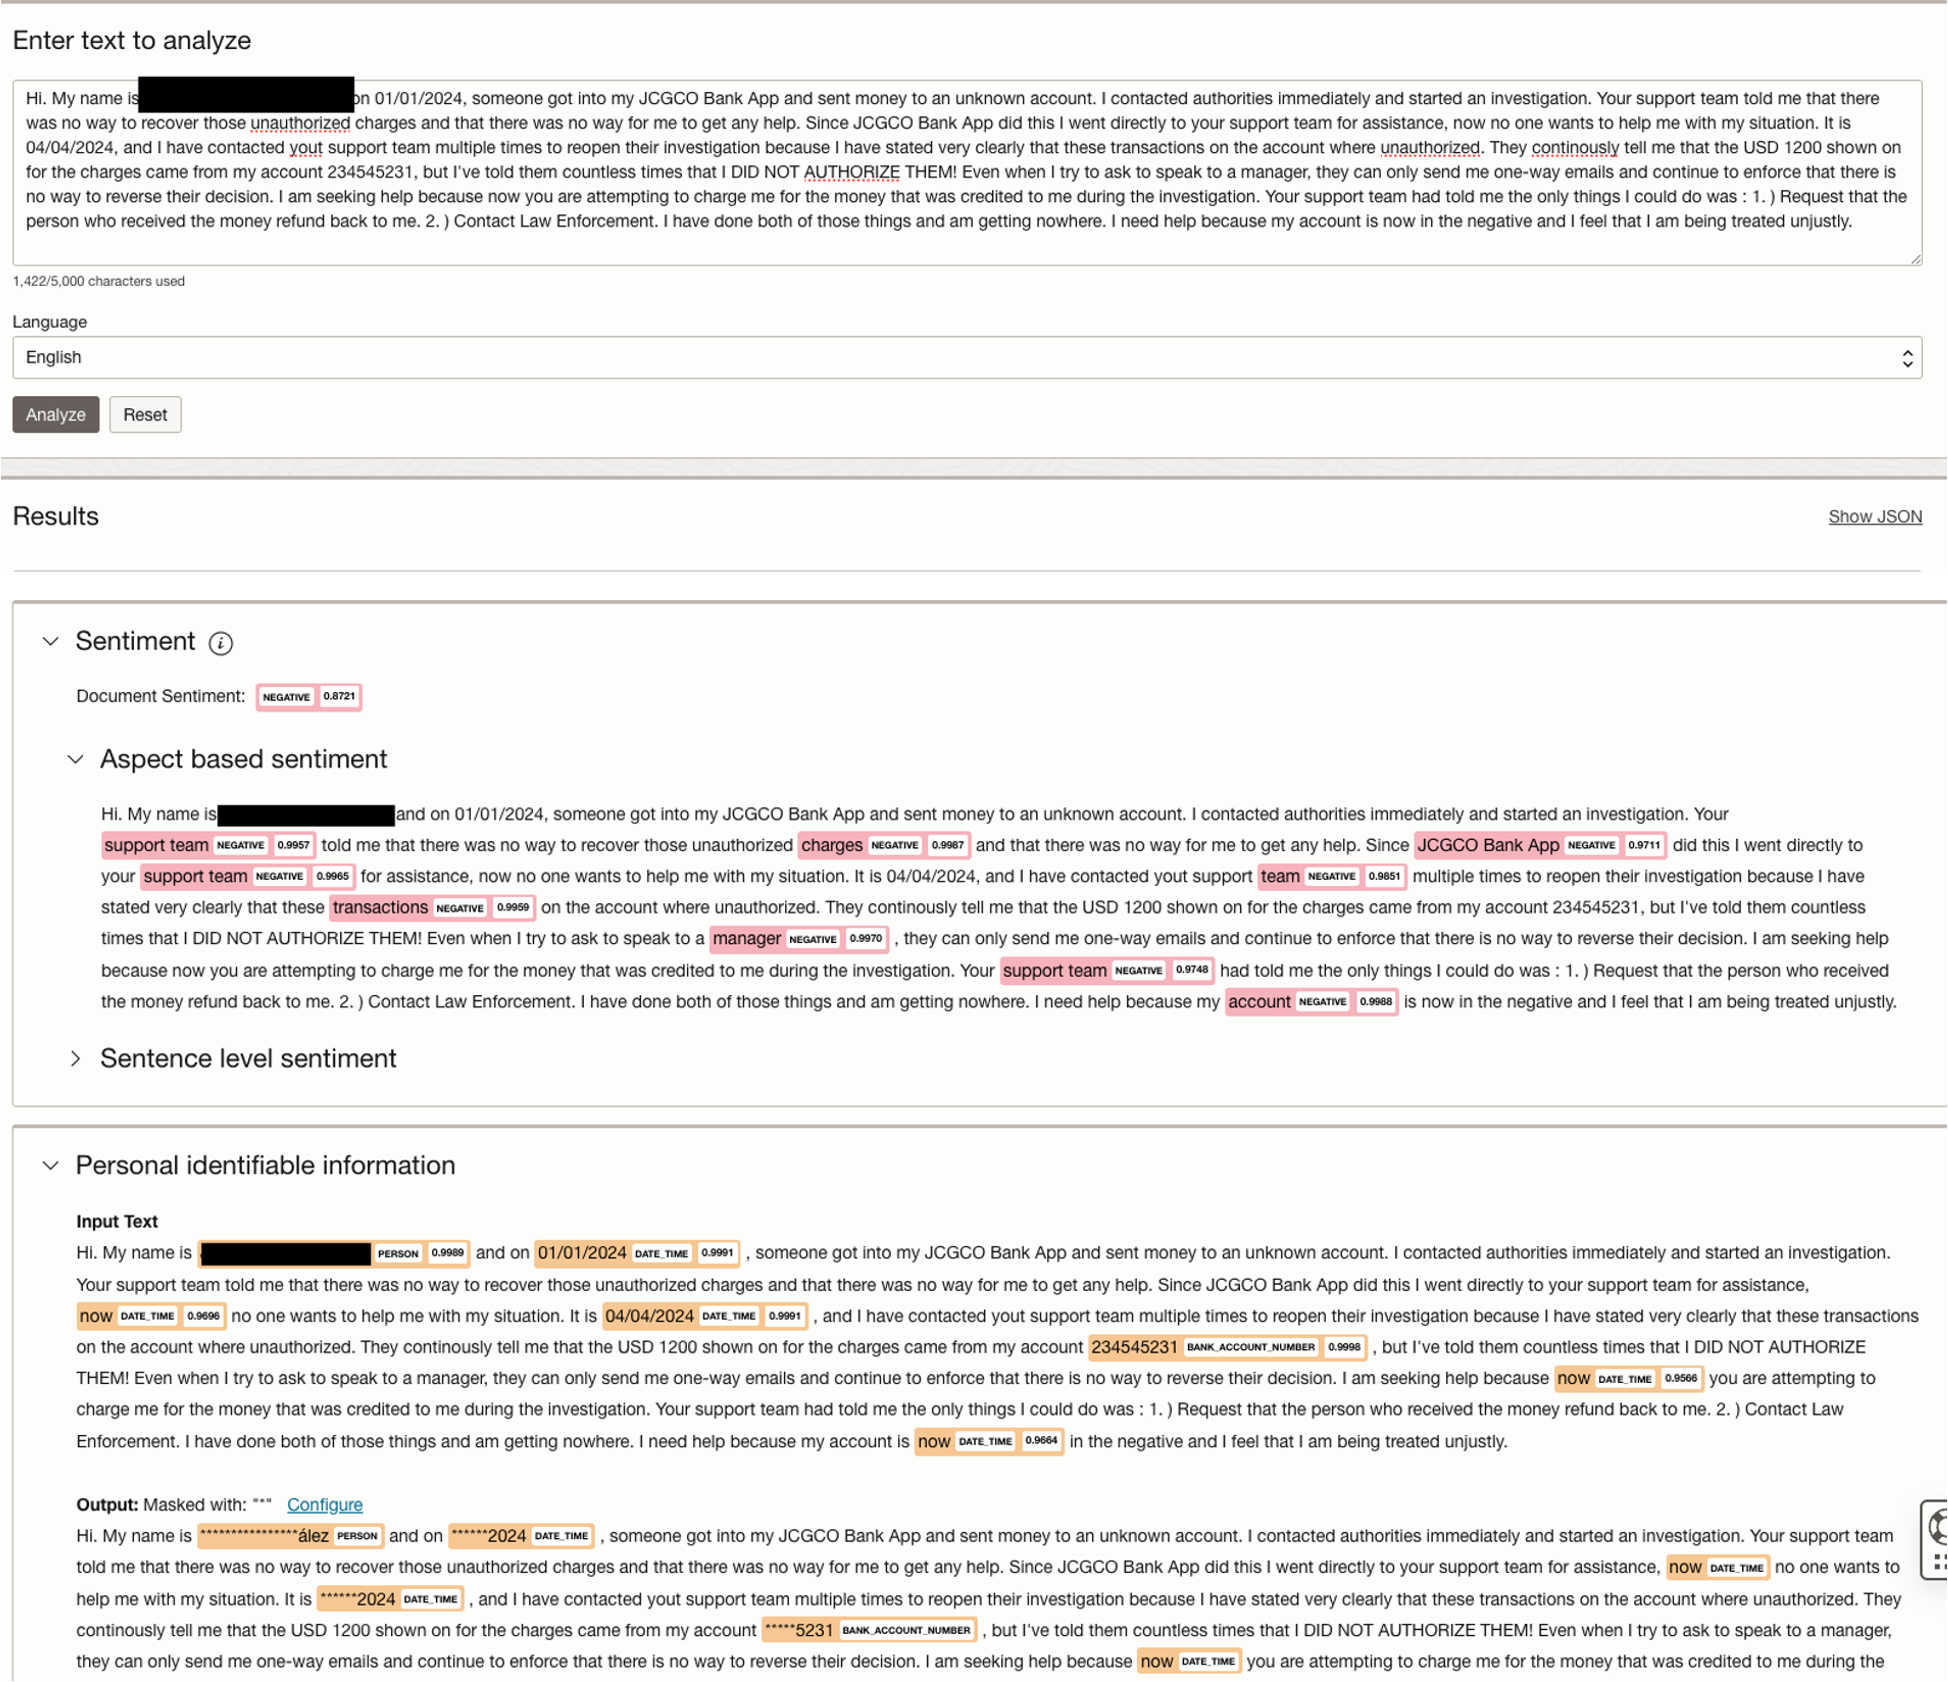 Enter text to analyze
Hi. My name is on 01/01/2024, someone got into my JCGCO Bank App and sent money to an unknown account. I contacted authorities immediately and started an investigation. Your support team told me that there
was no way to recover those unauthorized charges and that there was no way for me to get any help. Since JCGCO Bank App did this I went directly to your support team for assistance, now no one wants to help me with my situation. It is
04/04/2024, and I have contacted yout support team multiple times to reopen their investigation because I have stated very clearly that these transactions on the account where unauthorized. They continously tell me that the USD 1200 shown on
for the charges came from my account 234545231, but I've told them countless times that I DID NOT AUTHORIZE THEM! Even when I try to ask to speak to a manager, they can only send me one-way emails and continue to enforce that there is
no way to reverse their decision. I am seeking help because now you are attempting to charge me for the money that was credited to me during the investigation. Your support team had told me the only things I could do was : 1. ) Request that the
person who received the money refund back to me. 2. ) Contact Law Enforcement. I have done both of those things and am getting nowhere. I need help because my account is now in the negative and I feel that I am being treated unjustly.
1,422/5,000 characters used
Language
English
Analyze Reset
Results Show JSON
Sentiment i
Document Sentiment: NEGATIVE 0.8721
Aspect based sentiment
Hi. My name is and on 01/01/2024, someone got into my JCGCO Bank App and sent money to an unknown account. I contacted authorities immediately and started an investigation. Your
support team NEGATIVE 0.9957 told me that there was no way to recover those unauthorized charges NEGATIVE 0.9987 and that there was no way for me to get any help. Since JCGCO Bank App NEGATIVE 0.9711 did this I went directly to
your support team NEGATIVE 0.9965 for assistance, now no one wants to help me with my situation. It is 04/04/2024, and I have contacted yout support team NEGATIVE 0.9851 multiple times to reopen their investigation because I have
stated very clearly that these transactions NEGATIVE 0.9959 on the account where unauthorized. They continously tell me that the USD 1200 shown on for the charges came from my account 234545231, but I've told them countless
times that I DID NOT AUTHORIZE THEM! Even when I try to ask to speak to a manager NEGATIVE 0.9970 , they can only send me one-way emails and continue to enforce that there is no way to reverse their decision. I am seeking help
because now you are attempting to charge me for the money that was credited to me during the investigation. Your support team NEGATIVE 0.9748 had told me the only things I could do was : 1. ) Request that the person who received
the money refund back to me. 2. ) Contact Law Enforcement. I have done both of those things and am getting nowhere. I need help because my account NEGATIVE 0.9988 is now in the negative and I feel that I am being treated unjustly.
Sentence level sentiment
Personal identifiable information
Input Text
Hi. My name is PERSON 0.9989 and on 01/01/2024 DATE_TIME 0.9991 , someone got into my JCGCO Bank App and sent money to an unknown account. I contacted authorities immediately and started an investigation.
Your support team told me that there was no way to recover those unauthorized charges and that there was no way for me to get any help. Since JCGCO Bank App did this I went directly to your support team for assistance,
now DATE_TIME 0.9696 no one wants to help me with my situation. It is 04/04/2024 DATE_TIME 0.9991 , and I have contacted yout support team multiple times to reopen their investigation because I have stated very clearly that these transactions
on the account where unauthorized. They continously tell me that the USD 1200 shown on for the charges came from my account 234545231 BANK_ACCOUNT_NUMBER 0.9998 , but I've told them countless times that I DID NOT AUTHORIZE
THEM! Even when I try to ask to speak to a manager, they can only send me one-way emails and continue to enforce that there is no way to reverse their decision. I am seeking help because now DATE_TIME 0.9566 you are attempting to
charge me for the money that was credited to me during the investigation. Your support team had told me the only things I could do was : 1. ) Request that the person who received the money refund back to me. 2. ) Contact Law
Enforcement. I have done both of those things and am getting nowhere. I need help because my account is now DATE_TIME 0.9664 in the negative and I feel that I am being treated unjustly.
Output: Masked with: "*" Configure
Hi. My name is ****************ález PERSON and on ******2024 DATE_TIME , someone got into my JCGCO Bank App and sent money to an unknown account. I contacted authorities immediately and started an investigation. Your support team
told me that there was no way to recover those unauthorized charges and that there was no way for me to get any help. Since JCGCO Bank App did this I went directly to your support team for assistance, now DATE_TIME no one wants to
help me with my situation. It is ******2024 DATE_TIME , and I have contacted yout support team multiple times to reopen their investigation because I have stated very clearly that these transactions on the account where unauthorized. They
continously tell me that the USD 1200 shown on for the charges came from my account *****5231 BANK_ACCOUNT_NUMBER , but I've told them countless times that I DID NOT AUTHORIZE THEM! Even when I try to ask to speak to a manager,
they can only send me one-way emails and continue to enforce that there is no way to reverse their decision. I am seeking help because now DATE_TIME you are attempting to charge me for the money that was credited to me during the